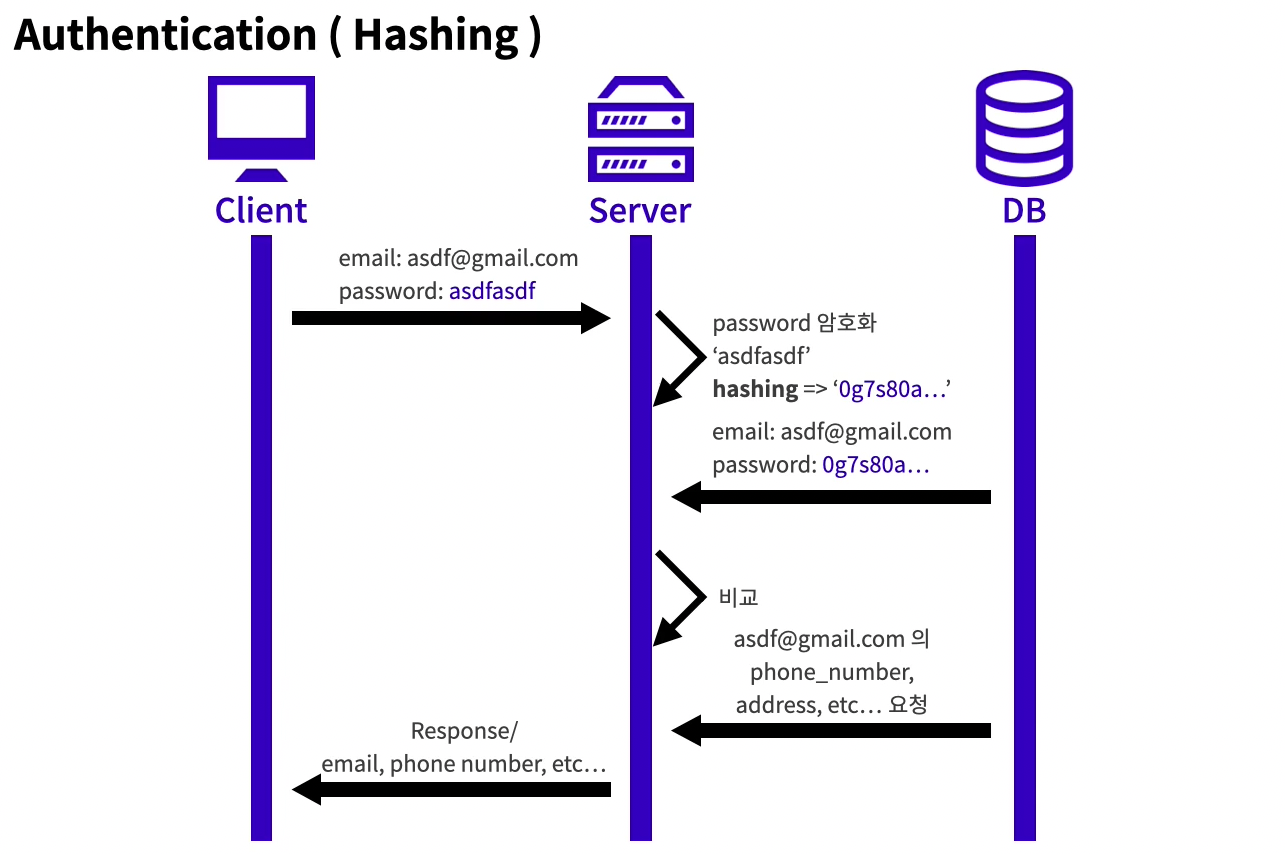 Authentication ( Hashing )
Client
Server
DB
email: asdf@gmail.com
password: asdfasdf
password 암호화
‘asdfasdf’
hashing => ‘0g7s80a…’
email: asdf@gmail.com
password: 0g7s80a…
비교
asdf@gmail.com 의
phone_number,
address, etc… 요청
Response/
email, phone number, etc…